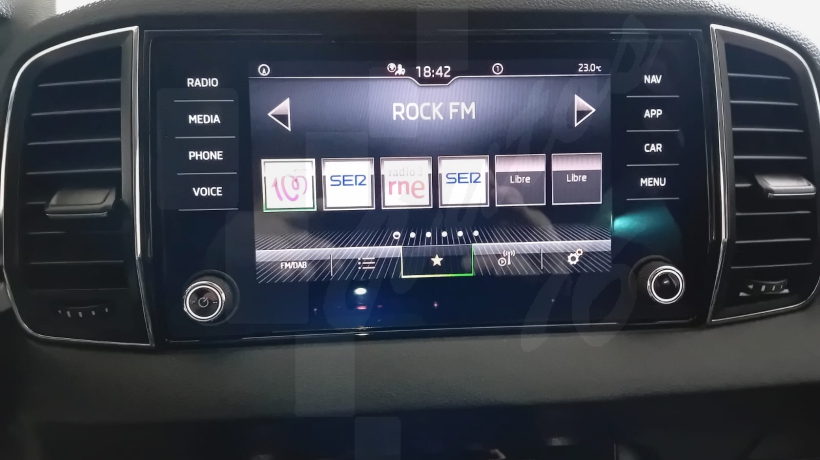 18:42
23.0°c
RADIO
MEDIA
PHONE
VOICE
ROCK FM
SER
radio 3
rne
SER
Libre
Libre
FM/DAB
NAV
APP
CAR
MENU